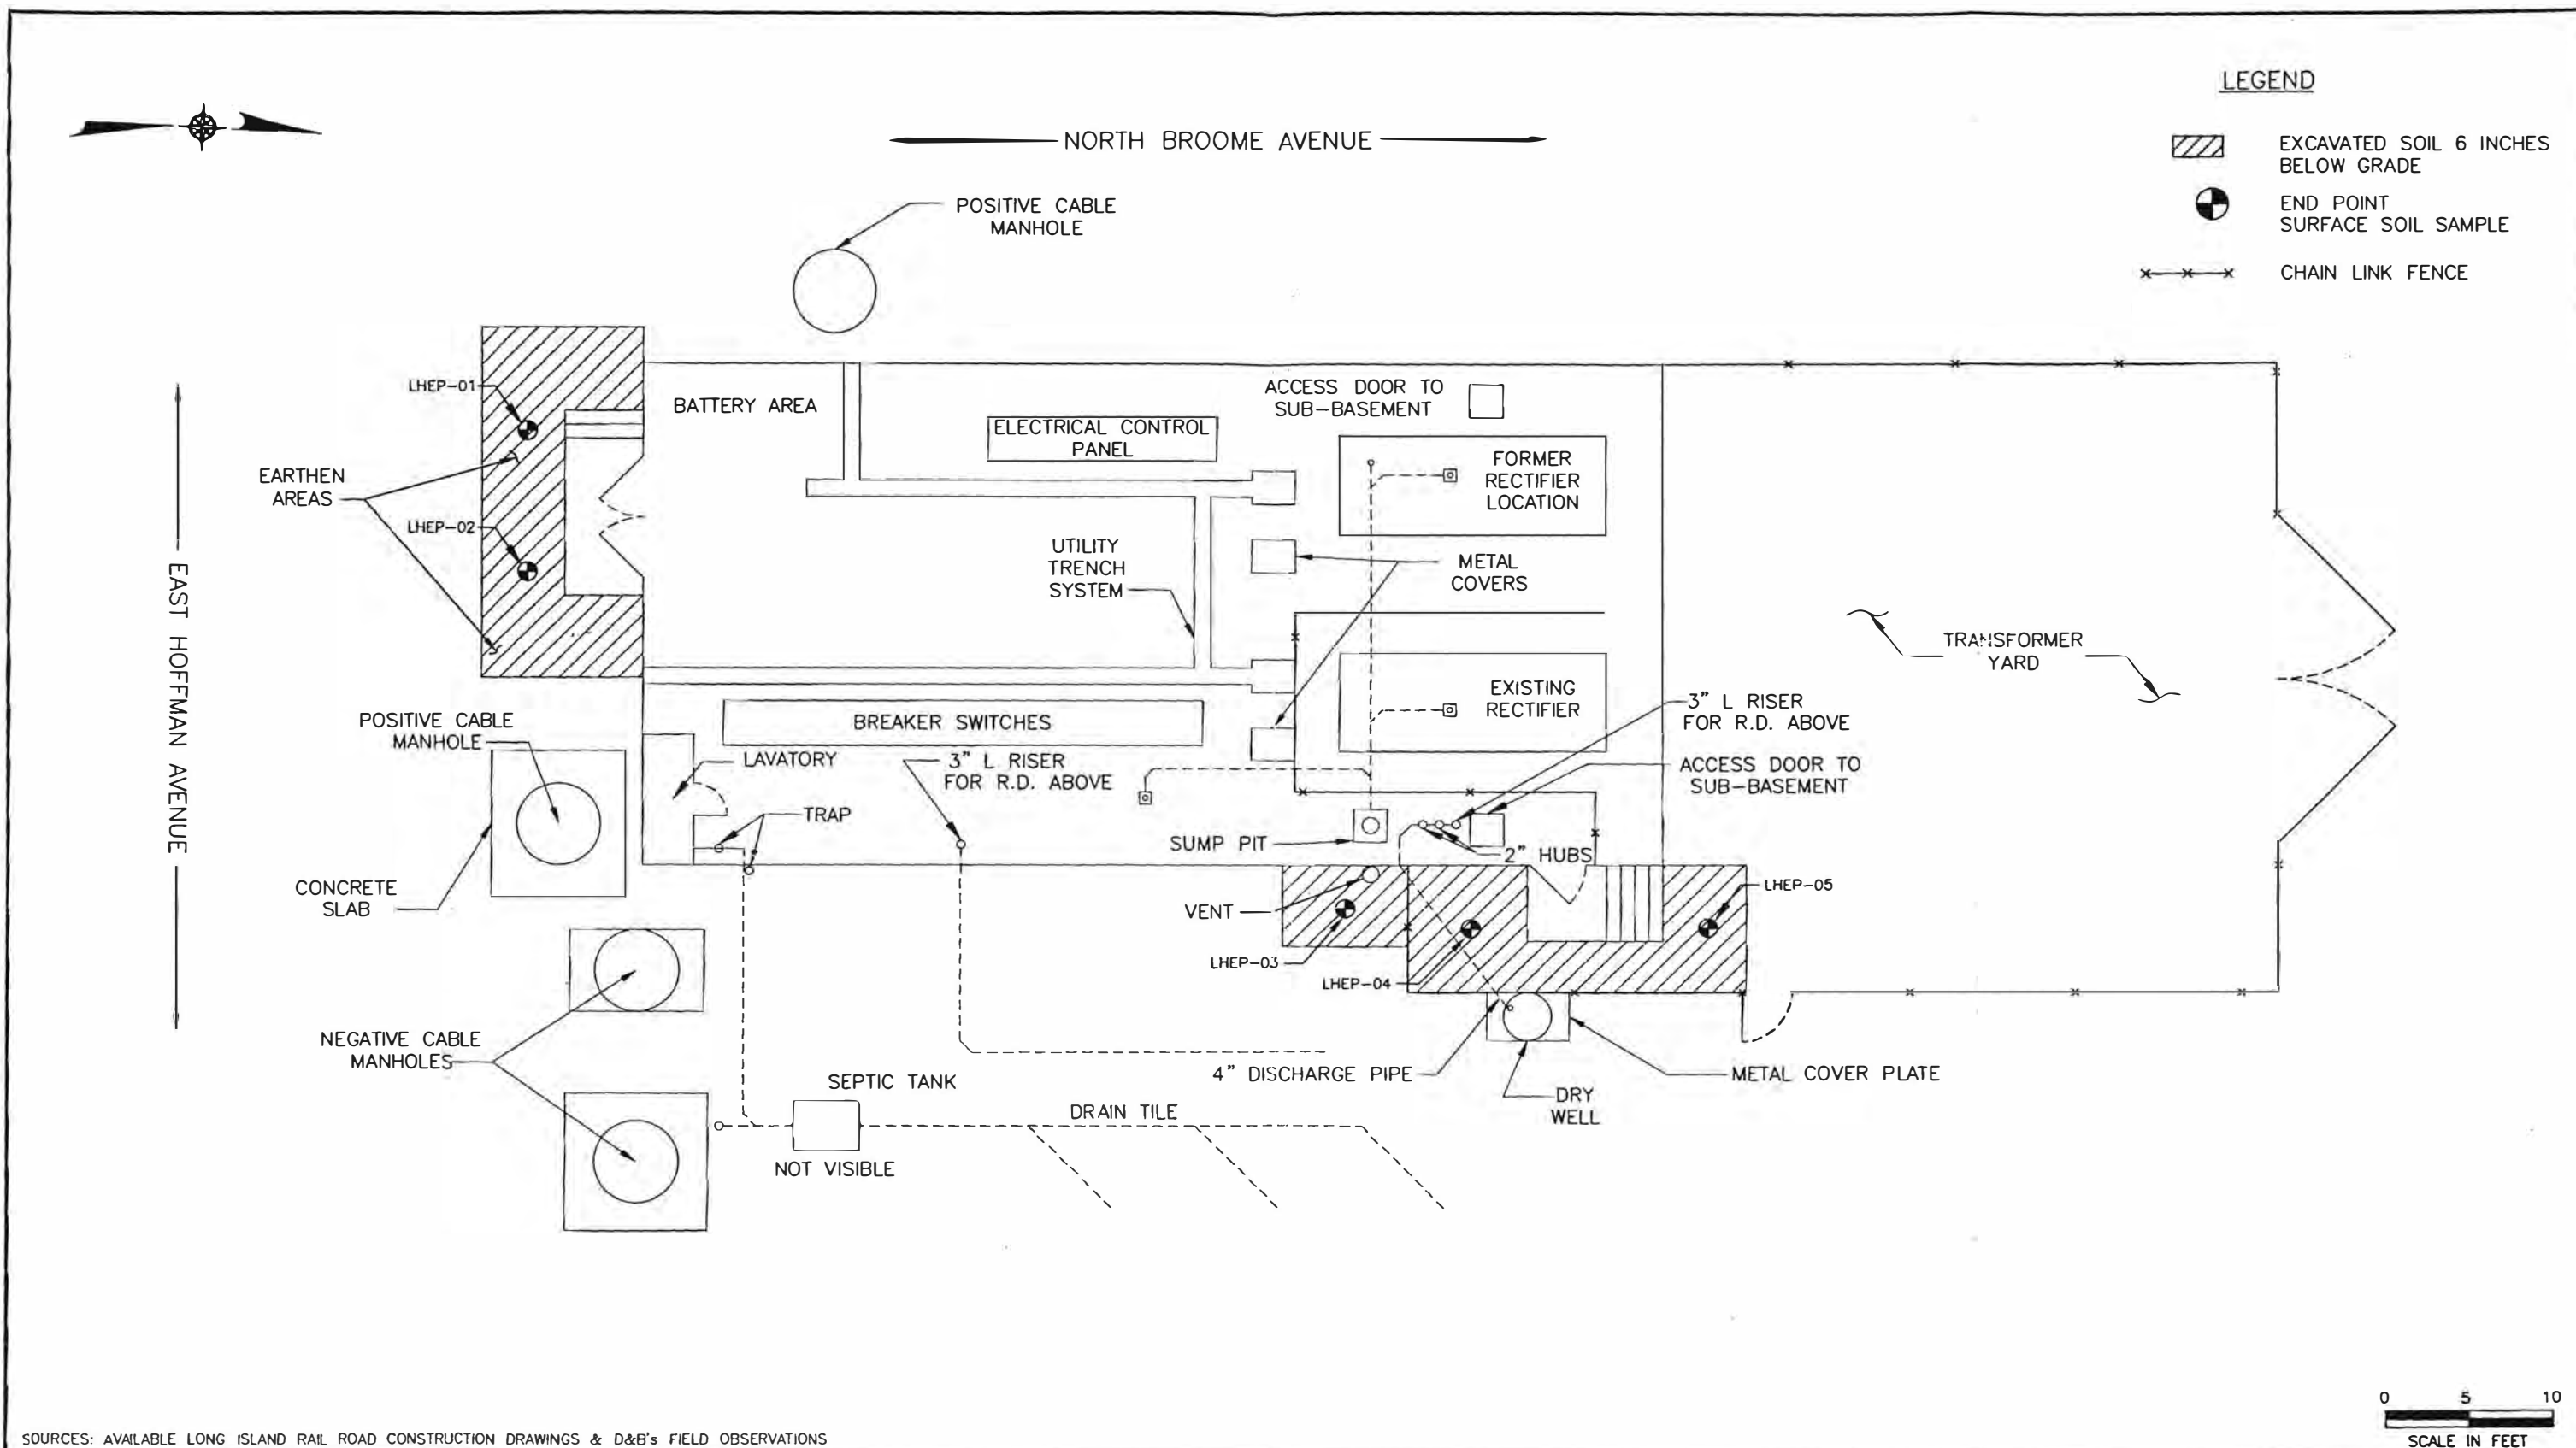 LEGEND
EXCAVATED SOIL 6 INCHES
BELOW GRADE
END POINT
SURFACE SOIL SAMPLE
CHAIN LINK FENCE
NORTH BROOME AVENUE
POSITIVE CABLE
MANHOLE
LHEP-01
BATTERY AREA
ELECTRICAL CONTROL
PANEL
ACCESS DOOR TO
SUB-BASEMENT
FORMER
RECTIFIER
LOCATION
EARTHEN
AREAS
LHEP-02
UTILITY
TRENCH
SYSTEM
METAL
COVERS
EAST HOFFMAN AVENUE
TRANSFORMER
YARD
EXISTING
RECTIFIER
3" L RISER
FOR R.D. ABOVE
POSITIVE CABLE
MANHOLE
BREAKER SWITCHES
LAVATORY
3" L RISER
FOR R.D. ABOVE
ACCESS DOOR TO
SUB-BASEMENT
TRAP
SUMP PIT
2" HUBS
CONCRETE
SLAB
VENT
LHEP-05
LHEP-03
LHEP-04
NEGATIVE CABLE
MANHOLES
SEPTIC TANK
4" DISCHARGE PIPE
METAL COVER PLATE
DRY
WELL
DRAIN TILE
NOT VISIBLE
0 5 10
SCALE IN FEET
SOURCES: AVAILABLE LONG ISLAND RAIL ROAD CONSTRUCTION DRAWINGS & D&B's FIELD OBSERVATIONS